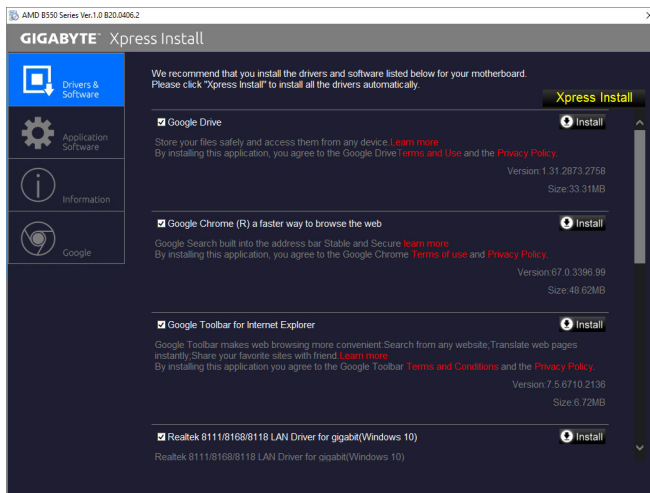 AMD B550 Series Ver.1.0 B20.0406.2
GIGABYTE™ Xpress Install
Drivers &
Software
Application
Software
Information
Google
We recommend that you install the drivers and software listed below for your motherboard.
Please click "Xpress Install" to install all the drivers automatically.
Xpress Install
Google Drive
Install
Store your files safely and access them from any device.Learn more
By installing this application, you agree to the Google DriveTerms and Use and the Privacy Policy.
Version:1.31.2873.2758
Size:33.31MB
Google Chrome (R) a faster way to browse the web
Install
Google Search built into the address bar Stable and Secure learn more
By installing this application, you agree to the Google Chrome Terms of use and Privacy Policy.
Version:67.0.3396.99
Size:48.62MB
Google Toolbar for Internet Explorer
Install
Google Toolbar makes web browsing more convenient:Search from any website;Translate web pages
instantly;Share your favorite sites with friend.Learn more
By installing this application you agree to the Google Toolbar Terms and Conditions and the Privacy Policy.
Version:7.5.6710.2136
Size:6.72MB
Realtek 8111/8168/8118 LAN Driver for gigabit(Windows 10)
Install
Realtek 8111/8168/8118 LAN Driver for gigabit(Windows 10)